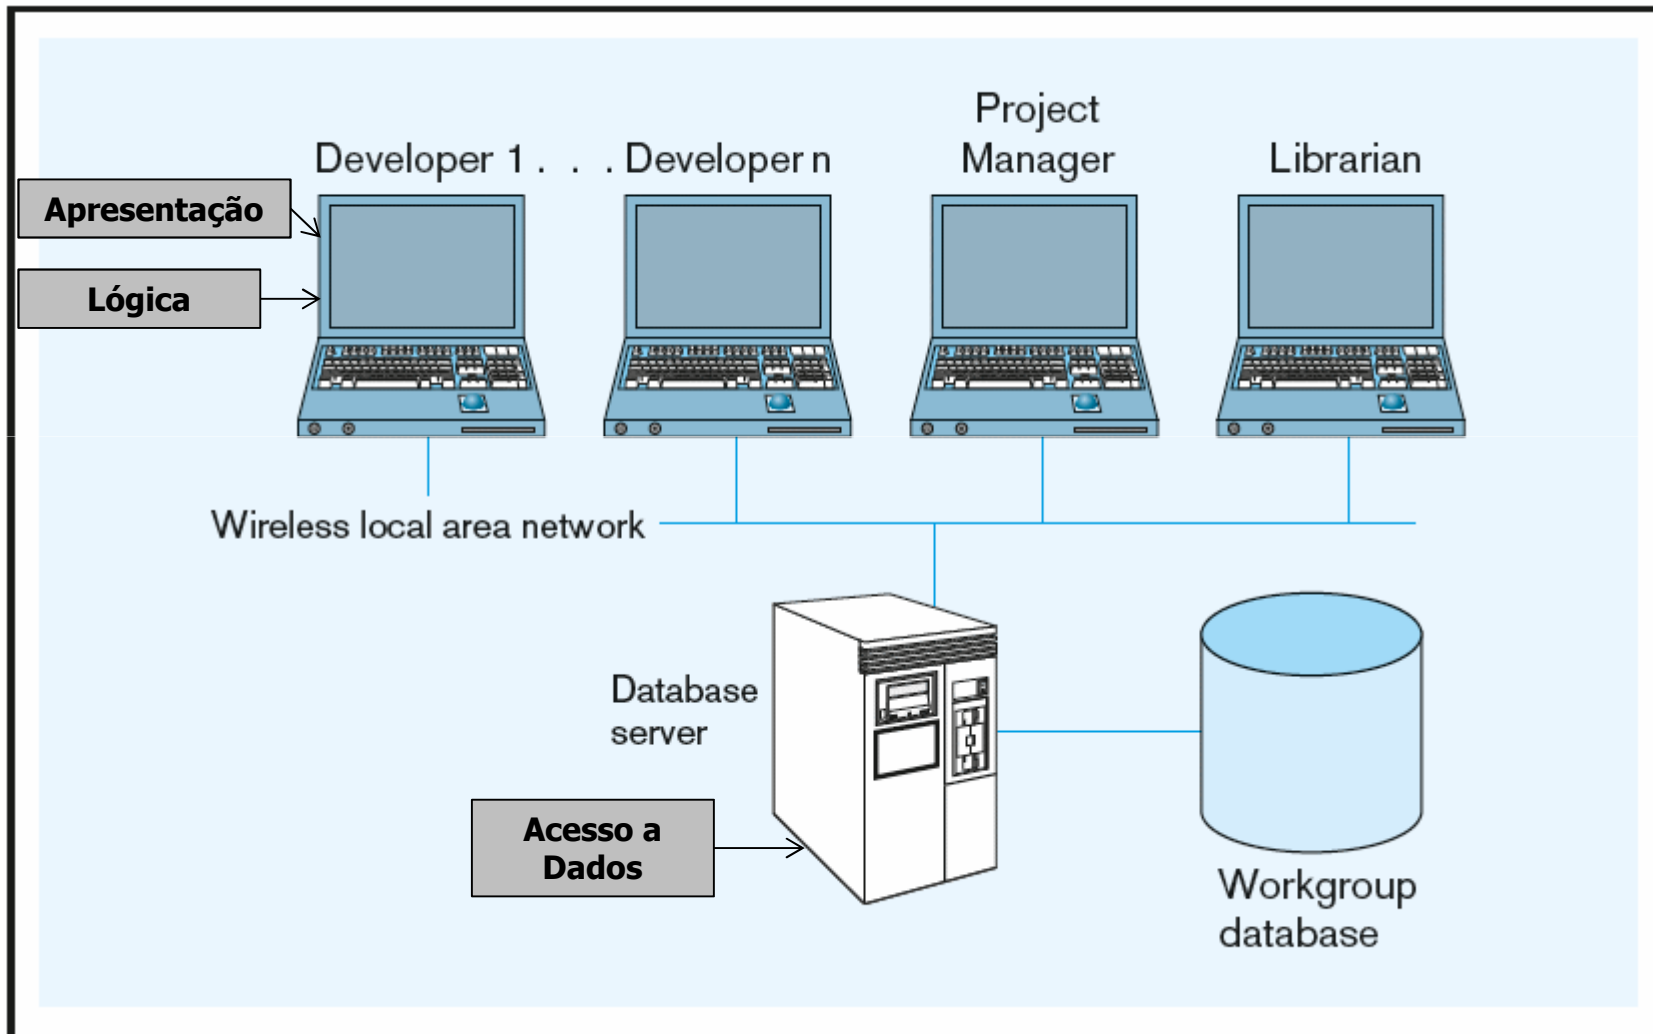 Project
Developer 1 . . . Developer n Manager Librarian
Apresentação
Lógica
Wireless local area network
Database
server
Acesso a
Dados
Workgroup
database